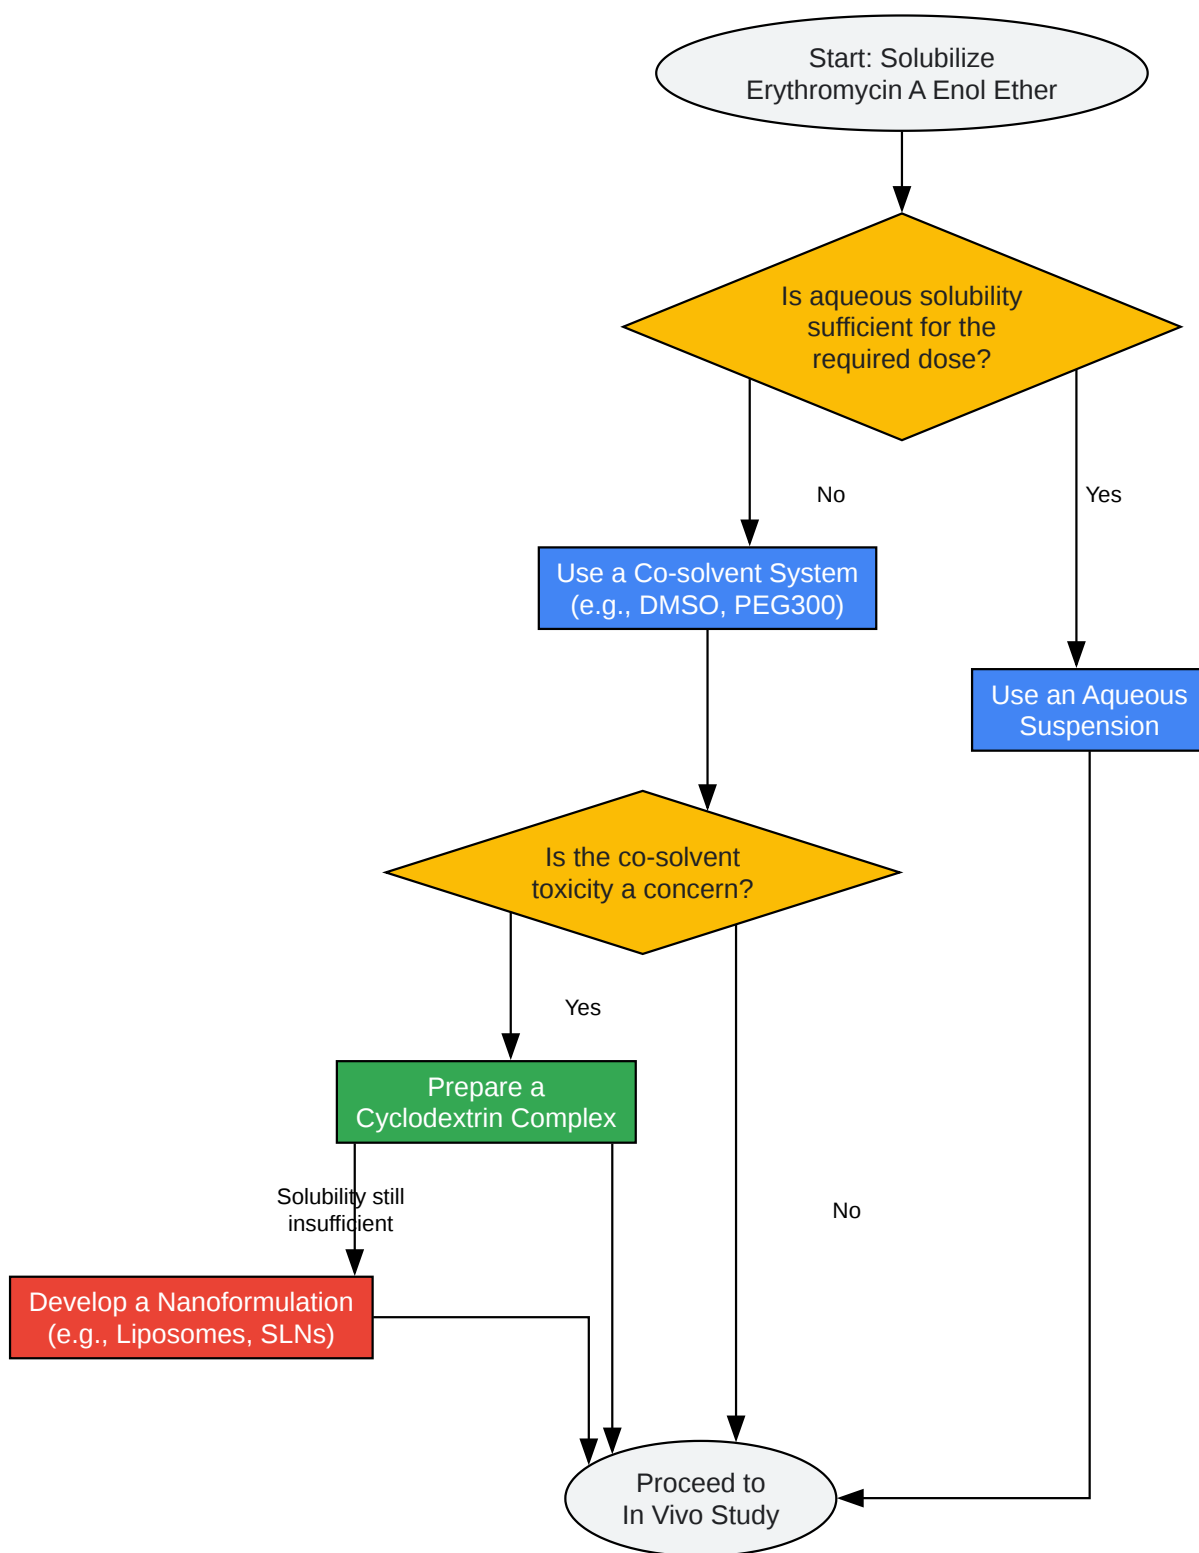 Start: Solubilize
Erythromycin A Enol Ether
Is aqueous solubility
sufficient for the
required dose?
No
Yes
Use a Co-solvent System
(e.g., DMSO, PEG300)
Use an Aqueous
Suspension
Is the co-solvent
toxicity a concern?
Yes
Prepare a
Cyclodextrin Complex
Solubility still
insufficient
No
Develop a Nanoformulation
(e.g., Liposomes, SLNs)
Proceed to
In Vivo Study